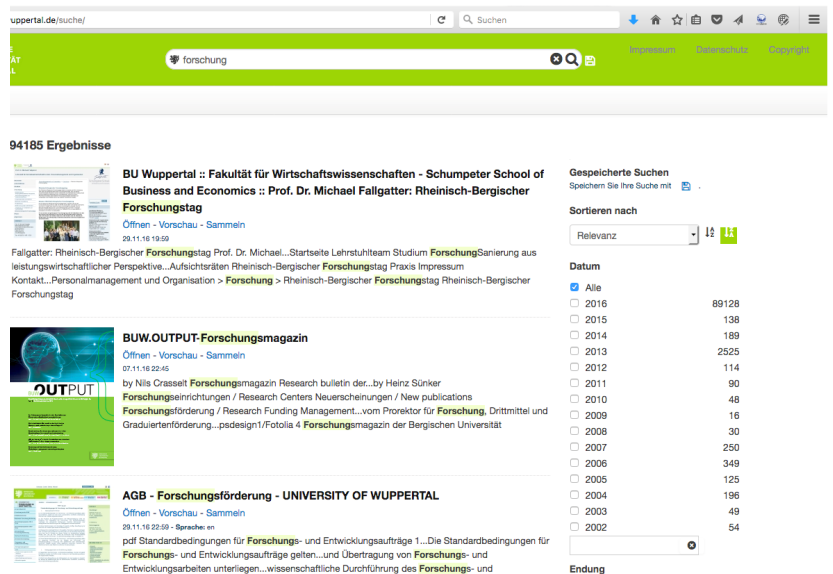 uppertal.de/suche/
Suchen
E
TÄT
AL
forschung
Impressum Datenschutz Copyright
94185 Ergebnisse
BU Wuppertal :: Fakultät für Wirtschaftswissenschaften - Schumpeter School of
Business and Economics :: Prof. Dr. Michael Fallgatter: Rheinisch-Bergischer
Forschungstag
Öffnen - Vorschau - Sammeln
29.11.16 19:59
Fallgatter: Rheinisch-Bergischer Forschungstag Prof. Dr. Michael...Startseite Lehrstuhlteam Studium ForschungSanierung aus
leistungswirtschaftlicher Perspektive...Aufsichtsräten Rheinisch-Bergischer Forschungstag Praxis Impressum
Kontakt...Personalmanagement und Organisation > Forschung > Rheinisch-Bergischer Forschungstag Rheinisch-Bergischer
Forschungstag
OUTPUT
BUW.OUTPUT-Forschungsmagazin
Öffnen - Vorschau - Sammeln
07.11.16 22:45
by Nils Crasselt Forschungsmagazin Research bulletin der...by Heinz Sünker
Forschungseinrichtungen / Research Centers Neuerscheinungen / New publications
Forschungsförderung / Research Funding Management...vom Prorektor für Forschung, Drittmittel und
Graduiertenförderung...psdesign1/Fotolia 4 Forschungsmagazin der Bergischen Universität
AGB - Forschungsförderung - UNIVERSITY OF WUPPERTAL
Öffnen - Vorschau - Sammeln
29.11.16 22:59 - Sprache: en
pdf Standardbedingungen für Forschungs- und Entwicklungsaufträge 1...Die Standardbedingungen für
Forschungs- und Entwicklungsaufträge gelten...und Übertragung von Forschungs- und
Entwicklungsarbeiten unterliegen...wissenschaftliche Durchführung des Forschungs- und
Gespeicherte Suchen
Speichern Sie Ihre Suche mit .
Sortieren nach
Relevanz
Datum
Alle
2016 89128
2015 138
2014 189
2013 2525
2012 114
2011 90
2010 48
2009 16
2008 30
2007 250
2006 349
2005 125
2004 196
2003 49
2002 54
Endung